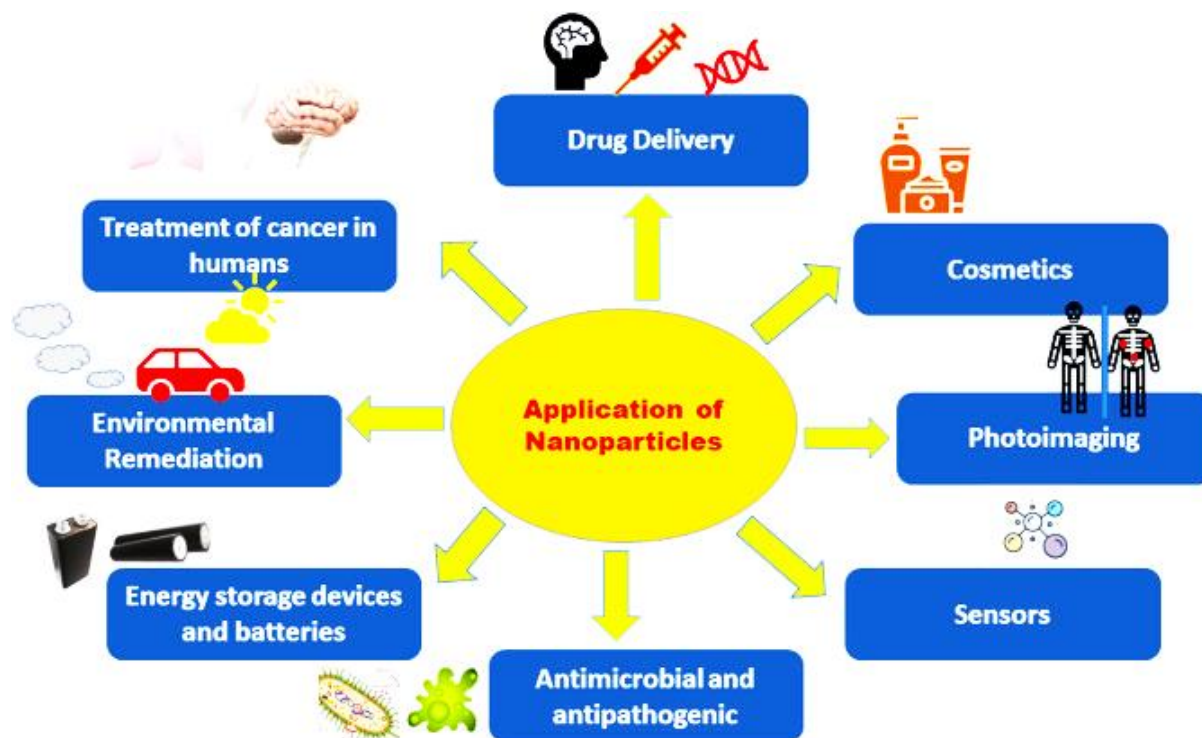 Drug Delivery
Treatment of cancer in
humans
Cosmetics
Application of
Nanoparticles
Environmental
Remediation
Photoimaging
Energy storage devices
and batteries
Sensors
Antimicrobial and
antipathogenic